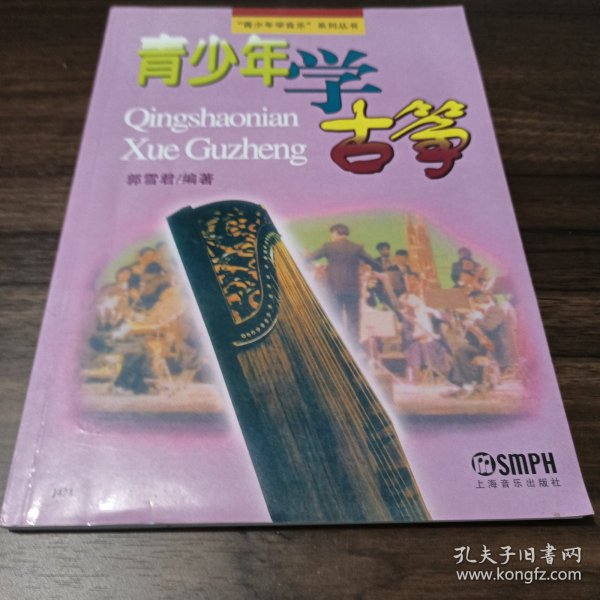 "青少年学音乐"系列丛书
青少年学
古筝
Qingshaonian
Xue Guzheng
郭雪君/编著
SMPH
上海音乐出版社
孔夫子旧书网
www.kongfz.com